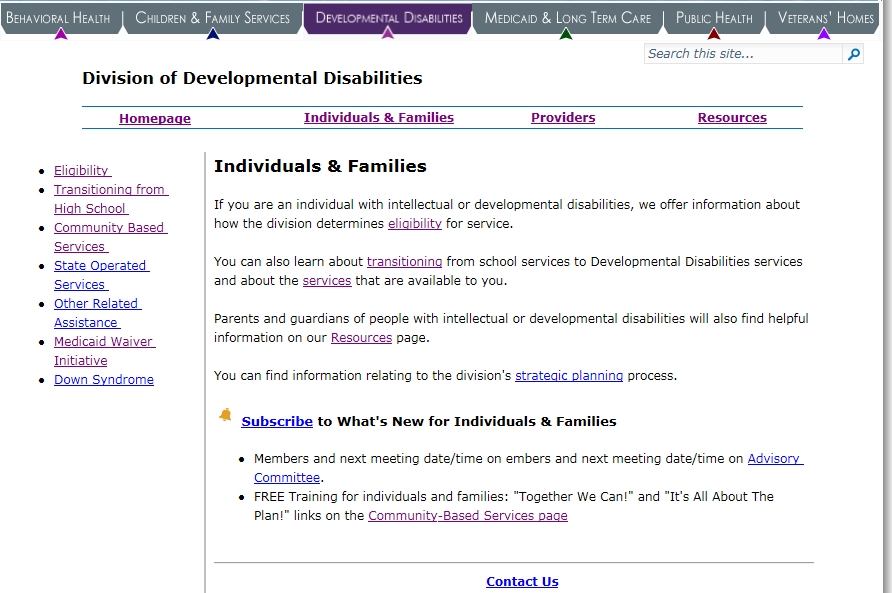 Behavioral Health Children & Family Services Developmental Disabilities Medicaid & Long Term Care Public Health Veterans' Homes
Search this site...
Division of Developmental Disabilities
Homepage Individuals & Families Providers Resources
Eligibility
Transitioning from
High School
Community Based
Services
State Operated
Services
Other Related
Assistance
Medicaid Waiver
Initiative
Down Syndrome
Individuals & Families
If you are an individual with intellectual or developmental disabilities, we offer information about
how the division determines eligibility for service.
You can also learn about transitioning from school services to Developmental Disabilities services
and about the services that are available to you.
Parents and guardians of people with intellectual or developmental disabilities will also find helpful
information on our Resources page.
You can find information relating to the division's strategic planning process.
Subscribe to What's New for Individuals & Families
Members and next meeting date/time on embers and next meeting date/time on Advisory
Committee.
FREE Training for individuals and families: "Together We Can!" and "It's All About The
Plan!" links on the Community-Based Services page
Contact Us